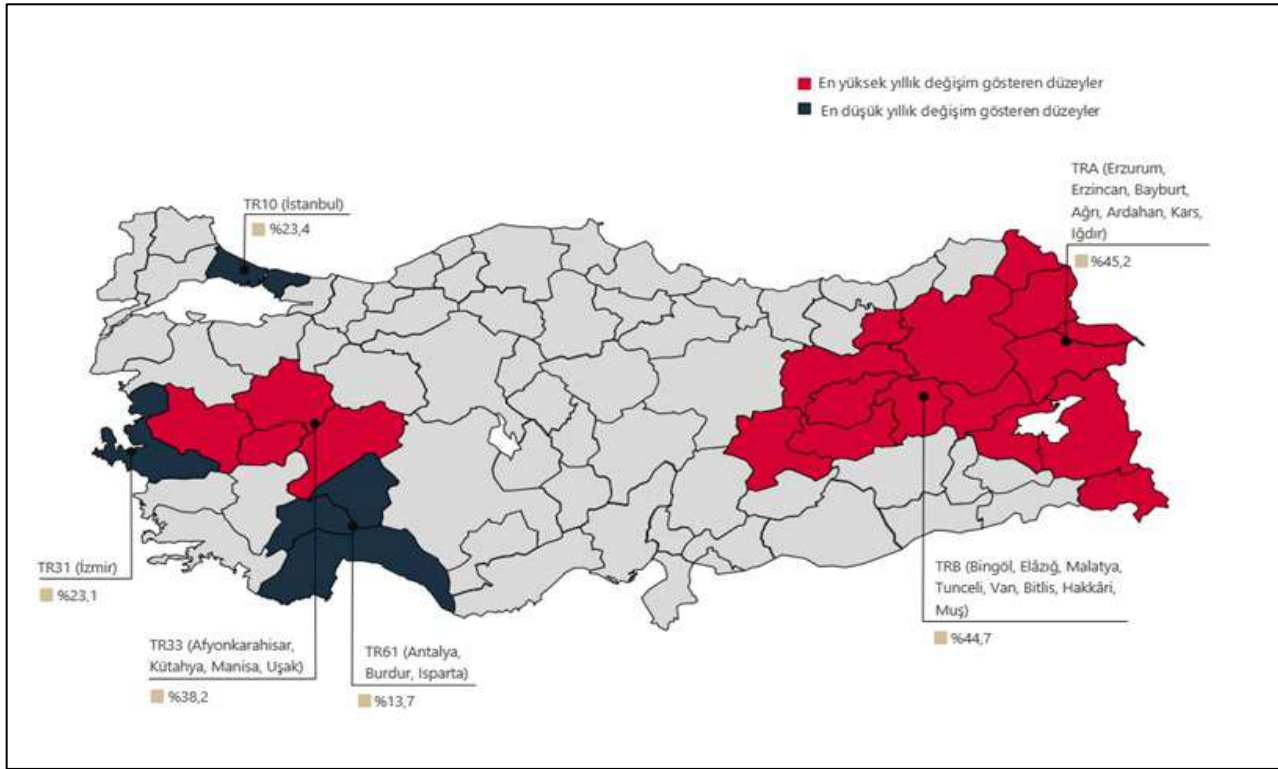 En yüksek yıllık değişim gösteren düzeyler
En düşük yıllık değişim gösteren düzeyler
TRA (Erzurum,
Erzincan, Bayburt,
Ağrı, Ardahan, Kars,
Iğdır)
%45,2
TR10 (İstanbul)
%23,4
TR31 (İzmir)
%23,1
TR33 (Afyonkarahisar,
Kütahya, Manisa, Uşak)
%38,2
TR61 (Antalya,
Burdur, Isparta)
%13,7
TRB (Bingöl, Elâzığ, Malatya,
Tunceli, Van, Bitlis, Hakkâri,
Muş)
%44,7